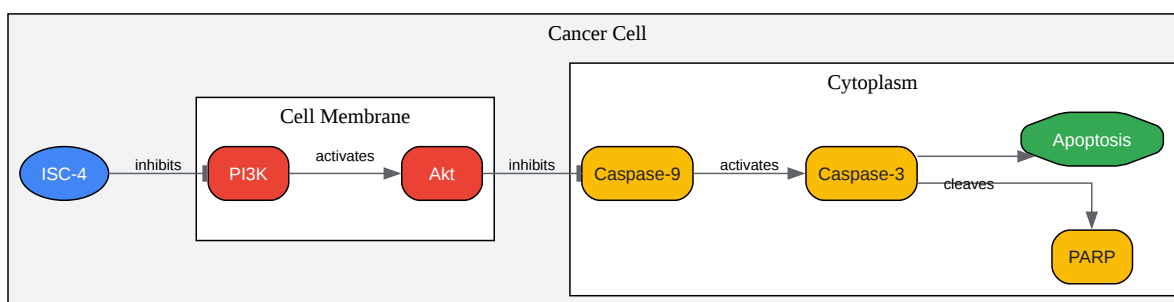 Cancer Cell
Cytoplasm
Cell Membrane
ISC-4
inhibits
PI3K
activates
Akt
inhibits
Caspase-9
activates
Caspase-3
Apoptosis
cleaves
PARP